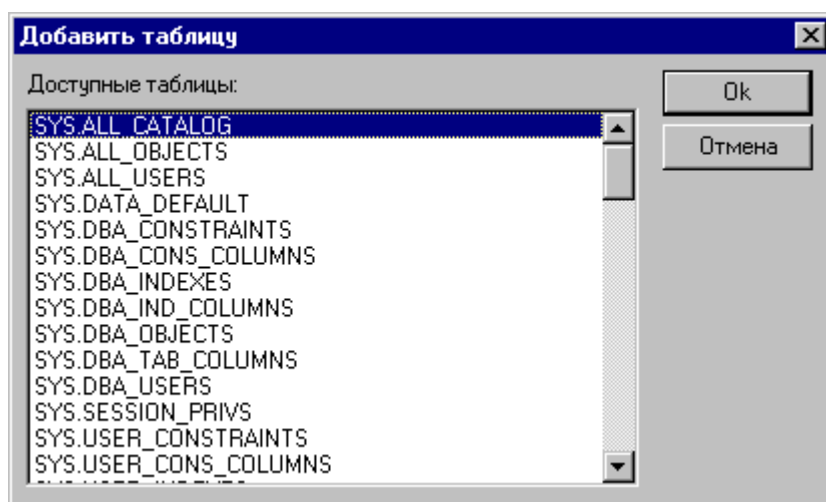 Добавить таблицу
Доступные таблицы:
Ok
Отмена
SYS.ALL_CATALOG
SYS.ALL_OBJECTS
SYS.ALL_USERS
SYS.DATA_DEFAULT
SYS.DBA_CONSTRAINTS
SYS.DBA_CONS_COLUMNS
SYS.DBA_INDEXES
SYS.DBA_IND_COLUMNS
SYS.DBA_OBJECTS
SYS.DBA_TAB_COLUMNS
SYS.DBA_USERS
SYS.SESSION_PRIVS
SYS.USER_CONSTRAINTS
SYS.USER_CONS_COLUMNS